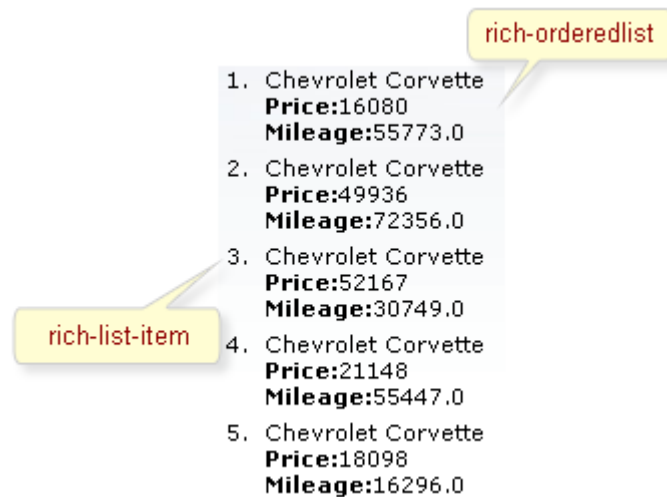 rich-orderedlist
1. Chevrolet Corvette
Price:16080
Mileage:55773.0
2. Chevrolet Corvette
Price:49936
Mileage:72356.0
3. Chevrolet Corvette
Price:52167
Mileage:30749.0
rich-list-item
4. Chevrolet Corvette
Price:21148
Mileage:55447.0
5. Chevrolet Corvette
Price:18098
Mileage:16296.0